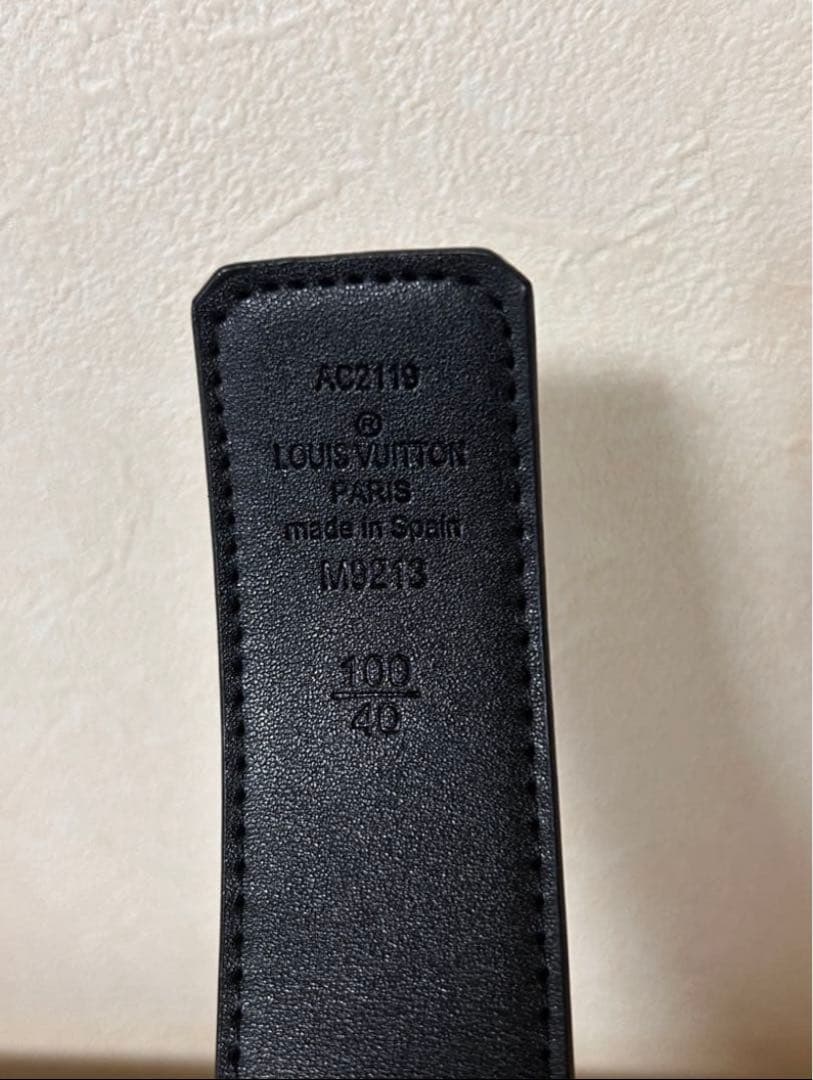 AC2119
®
LOUIS VUITTON
PARIS
made in Spain
M9213
100
40